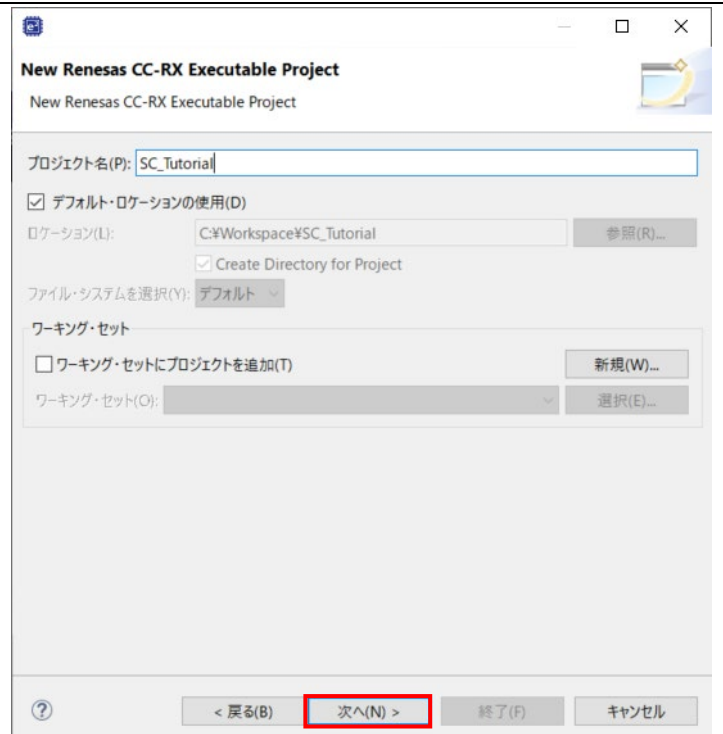 New Renesas CC-RX Executable Project
New Renesas CC-RX Executable Project
プロジェクト名(P): SC_Tutorial
デフォルト・ロケーションの使用(D)
ロケーション(L): C:¥Workspace¥SC_Tutorial 参照(R)...
Create Directory for Project
ファイル・システムを選択(Y): デフォルト
ワーキング・セット
ワーキング・セットにプロジェクトを追加(T) 新規(W)...
ワーキング・セット(O): 選択(E)...
? < 戻る(B) 次へ(N) > 終了(F) キャンセル